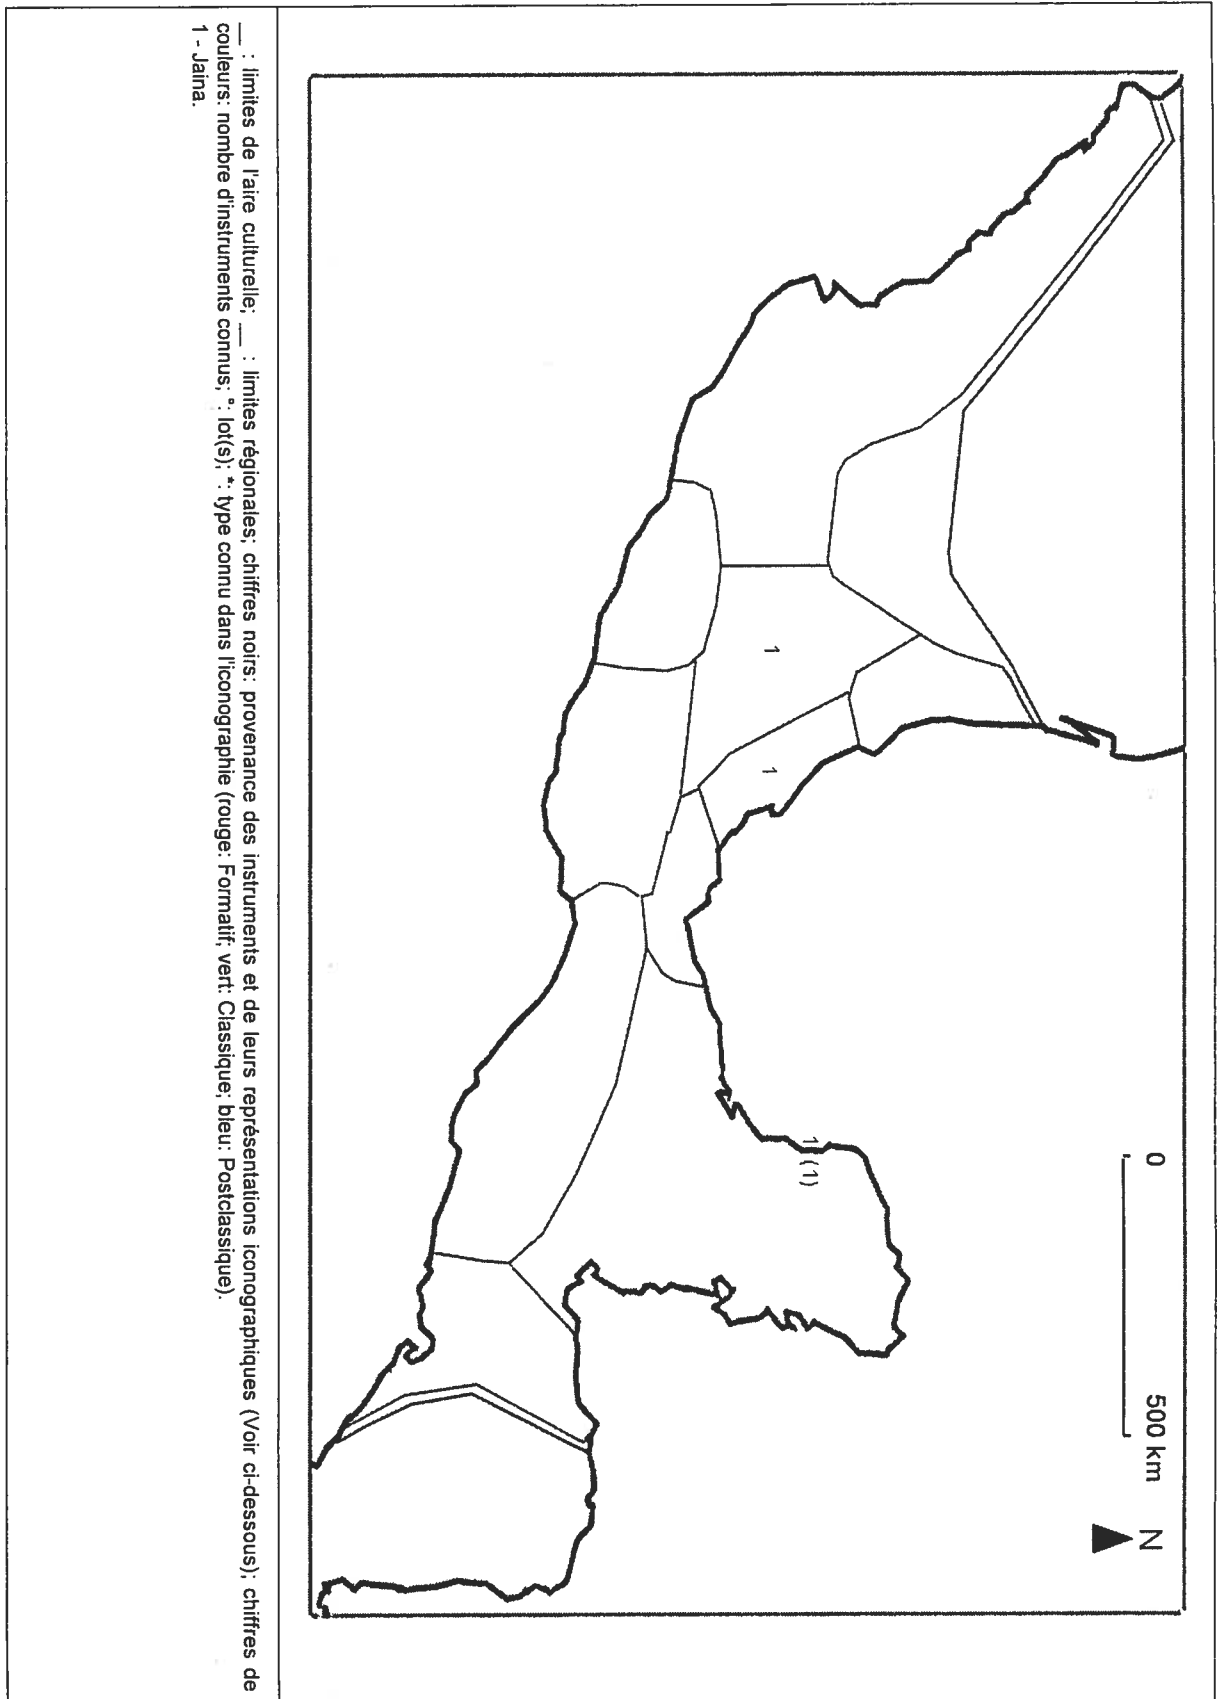 0 500 km N
1
1
1 (1)
__ : limites de l'aire culturelle; __ : limites régionales; chiffres noirs: provenance des instruments et de leurs représentations iconographiques (Voir ci-dessous); chiffres de
couleurs: nombre d'instruments connus; °: lot(s); *: type connu dans l'iconographie (rouge: Formatif; vert: Classique; bleu: Postclassique).
1 - Jaina.